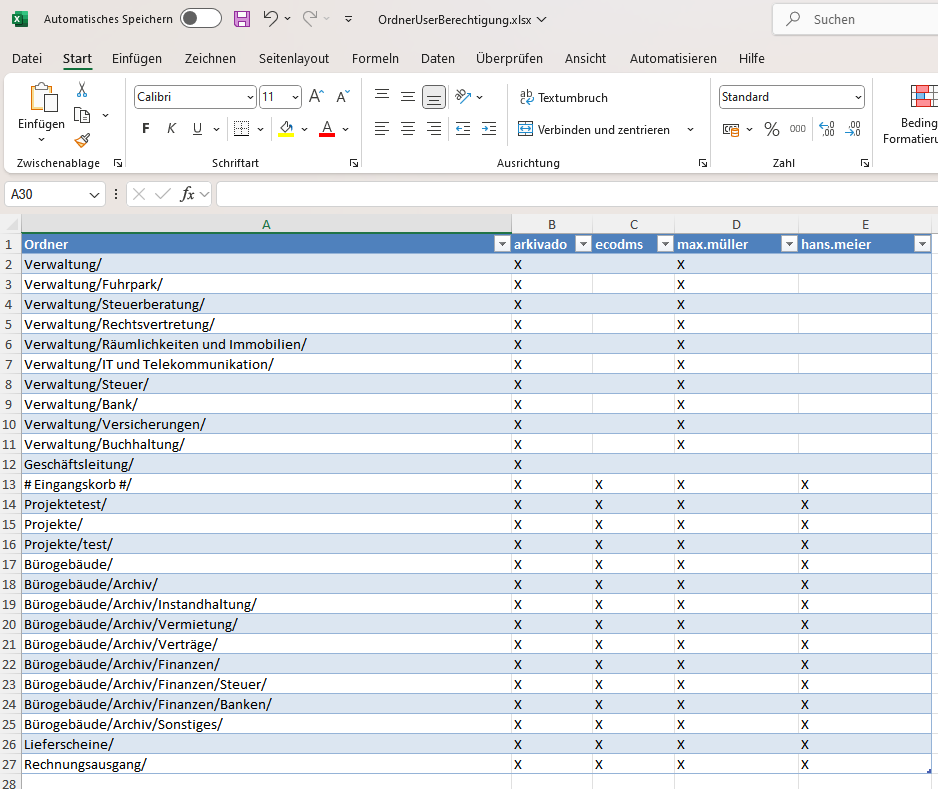 Automatisches Speichern OrdnerUserBerechtigung.xlsx Suchen
Datei Start Einfügen Zeichnen Seitenlayout Formeln Daten Überprüfen Ansicht Automatisieren Hilfe
Einfügen
Calibri 11 A A
F K U A
Textumbruch
Verbinden und zentrieren
Standard
% 000 ,00
Beding
Formatieru
Zwischenablage Schriftart Ausrichtung Zahl
A30 fx
A B C D E
1 Ordner arkivado ecodms max.müller hans.meier
2 Verwaltung/ X X
3 Verwaltung/Fuhrpark/ X X
4 Verwaltung/Steuerberatung/ X X
5 Verwaltung/Rechtsvertretung/ X X
6 Verwaltung/Räumlichkeiten und Immobilien/ X X
7 Verwaltung/IT und Telekommunikation/ X X
8 Verwaltung/Steuer/ X X
9 Verwaltung/Bank/ X X
10 Verwaltung/Versicherungen/ X X
11 Verwaltung/Buchhaltung/ X X
12 Geschäftsleitung/ X
13 # Eingangskorb #/ X X X X
14 Projektetest/ X X X X
15 Projekte/ X X X X
16 Projekte/test/ X X X X
17 Bürogebäude/ X X X X
18 Bürogebäude/Archiv/ X X X X
19 Bürogebäude/Archiv/Instandhaltung/ X X X X
20 Bürogebäude/Archiv/Vermietung/ X X X X
21 Bürogebäude/Archiv/Verträge/ X X X X
22 Bürogebäude/Archiv/Finanzen/ X X X X
23 Bürogebäude/Archiv/Finanzen/Steuer/ X X X X
24 Bürogebäude/Archiv/Finanzen/Banken/ X X X X
25 Bürogebäude/Archiv/Sonstiges/ X X X X
26 Lieferscheine/ X X X X
27 Rechnungsausgang/ X X X X
28